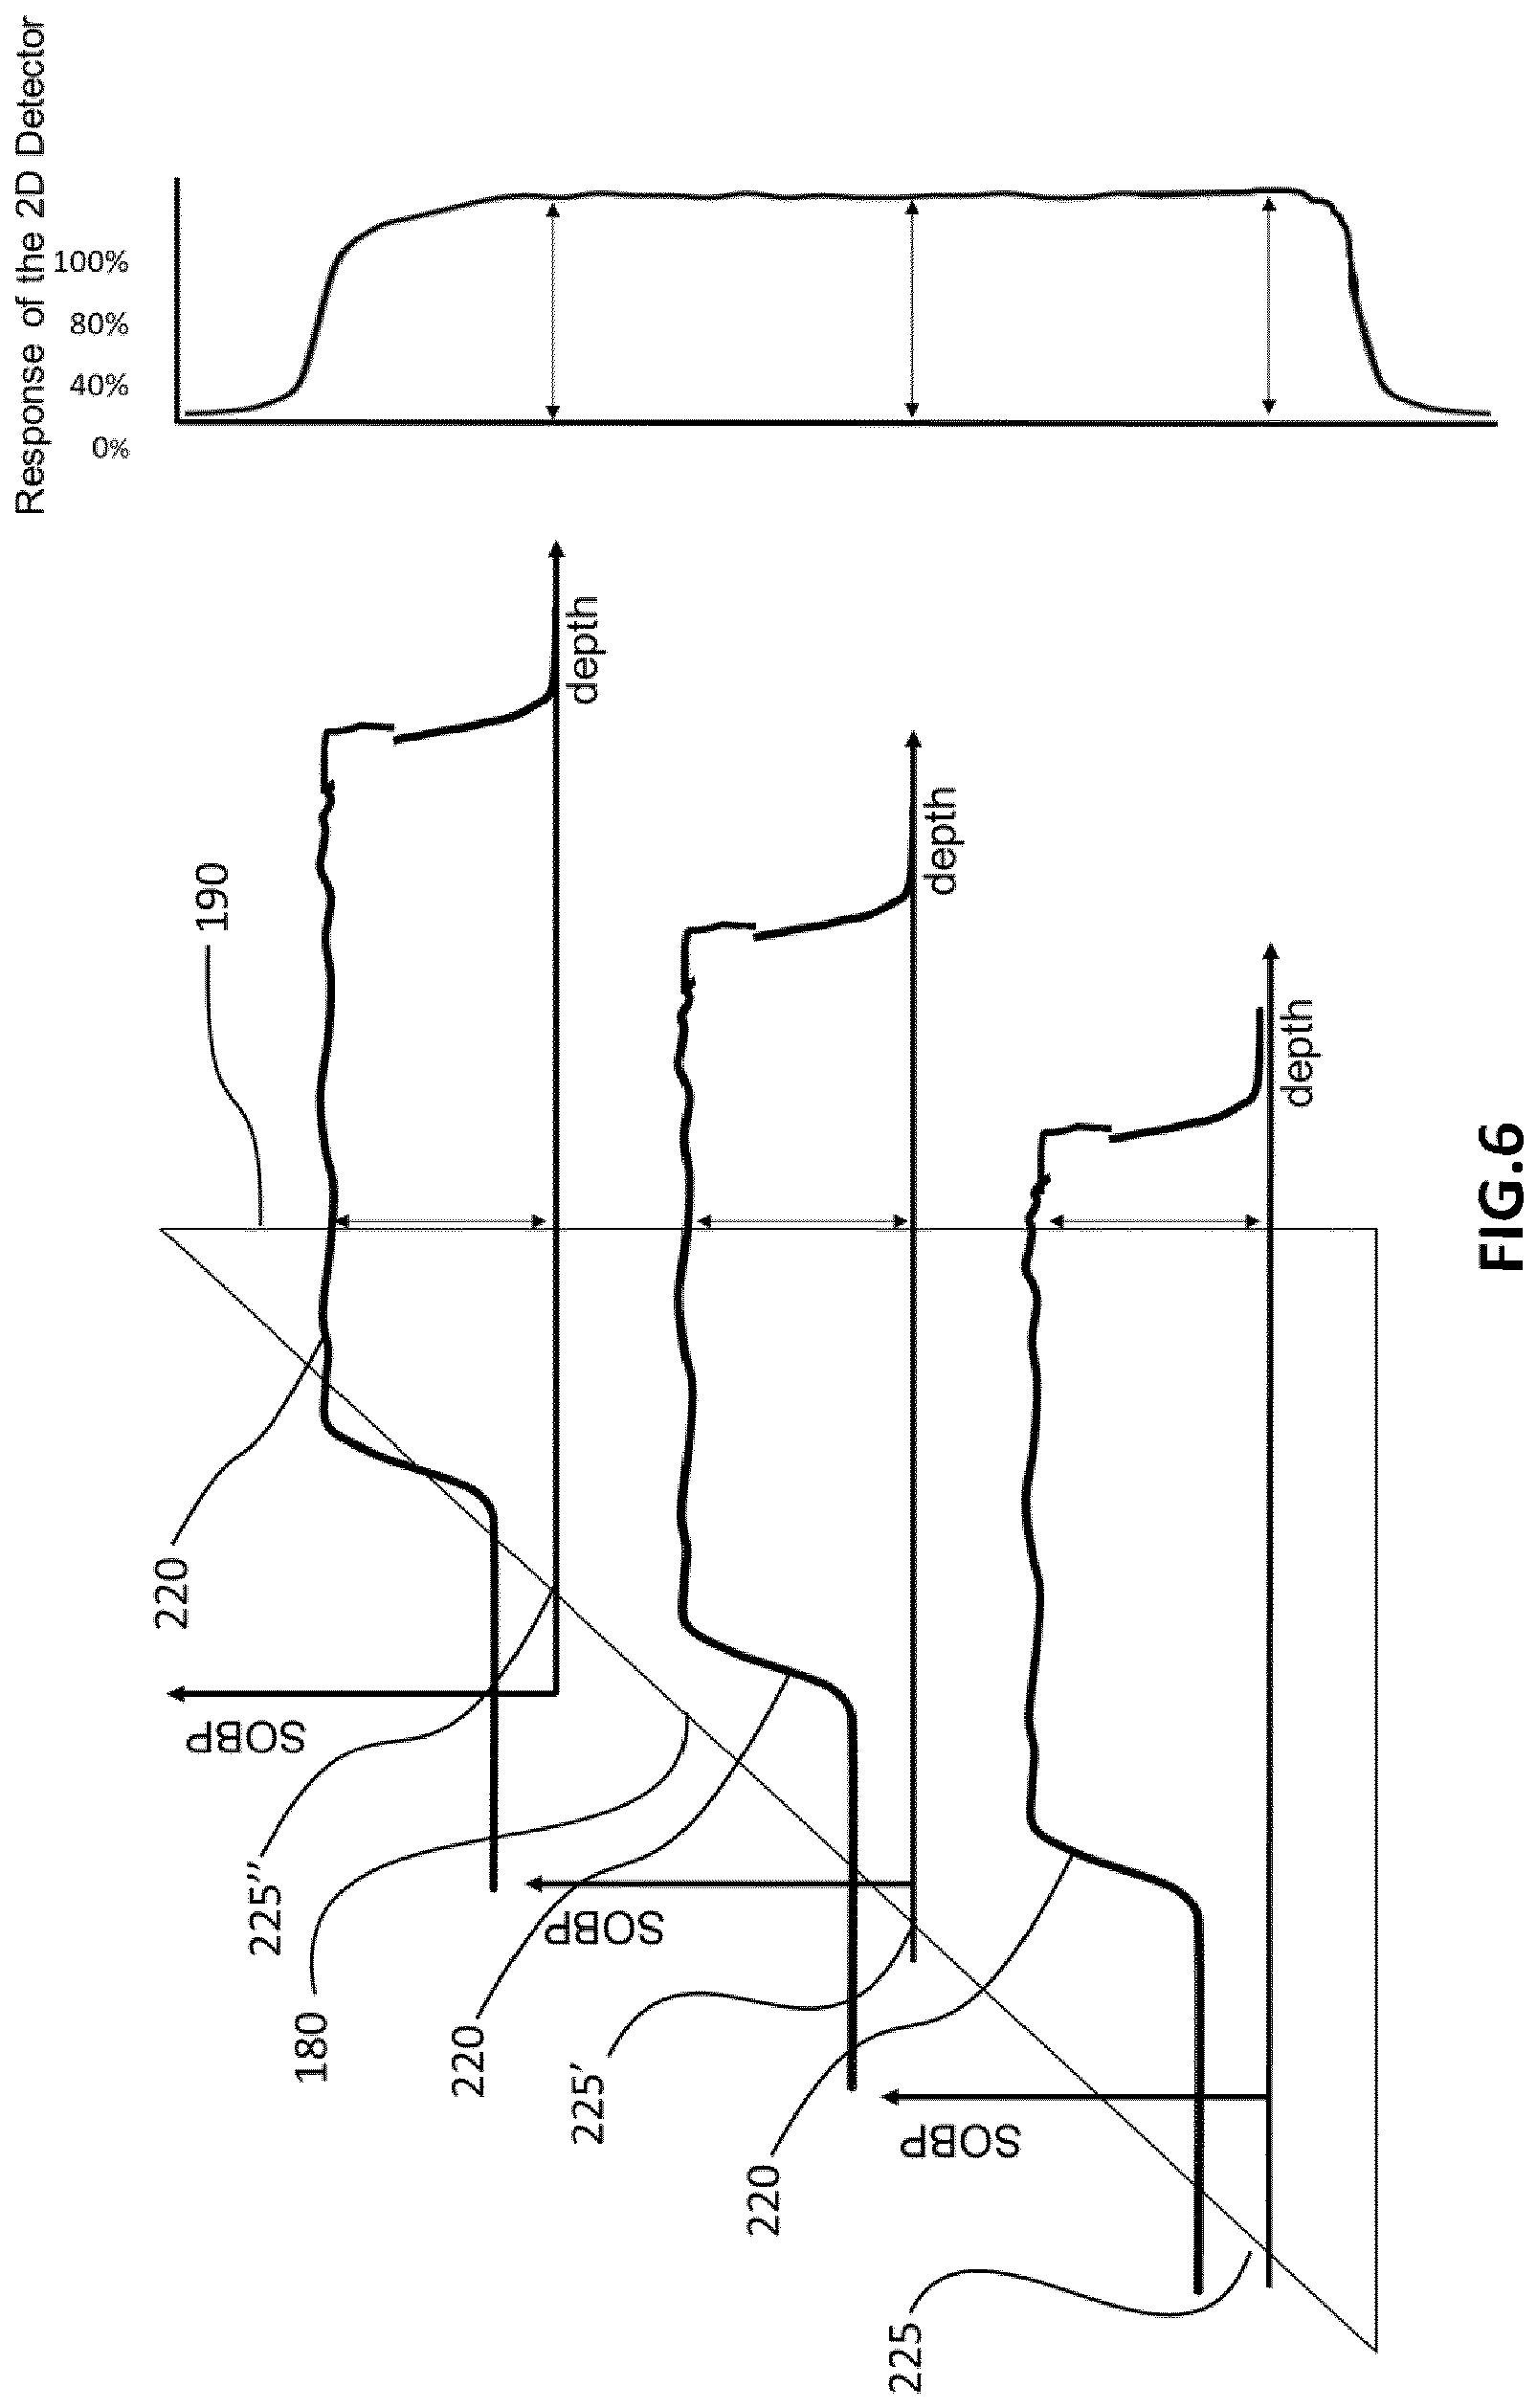 Response of the 2D Detector
100%
80%
40%
0%
depth
depth
depth
190
220
SOBP
225''
180
220
SOBP
225'
220
SOBP
225
FIG.6